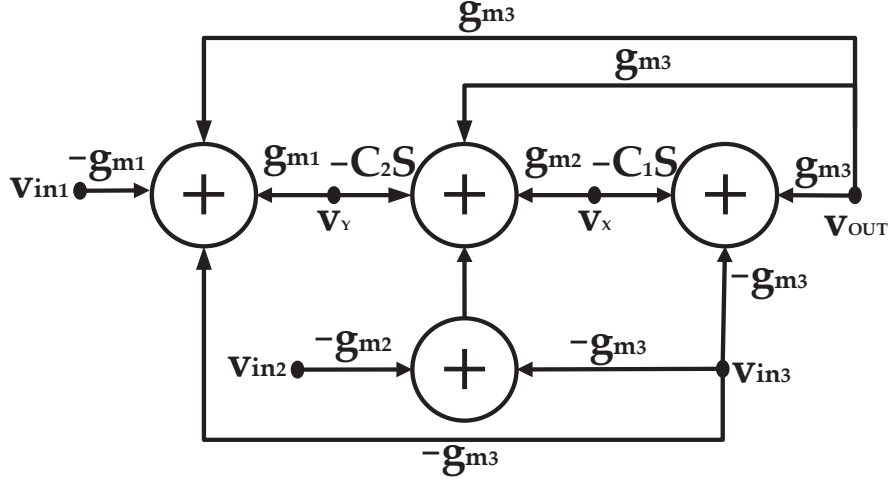 gm3
gm3
-gm1 gm1 -C2S gm2 -C1S gm3
vin1 + + +
vY vX vOUT
-gm3
-gm2 -gm3
vin2 + vin3
-gm3